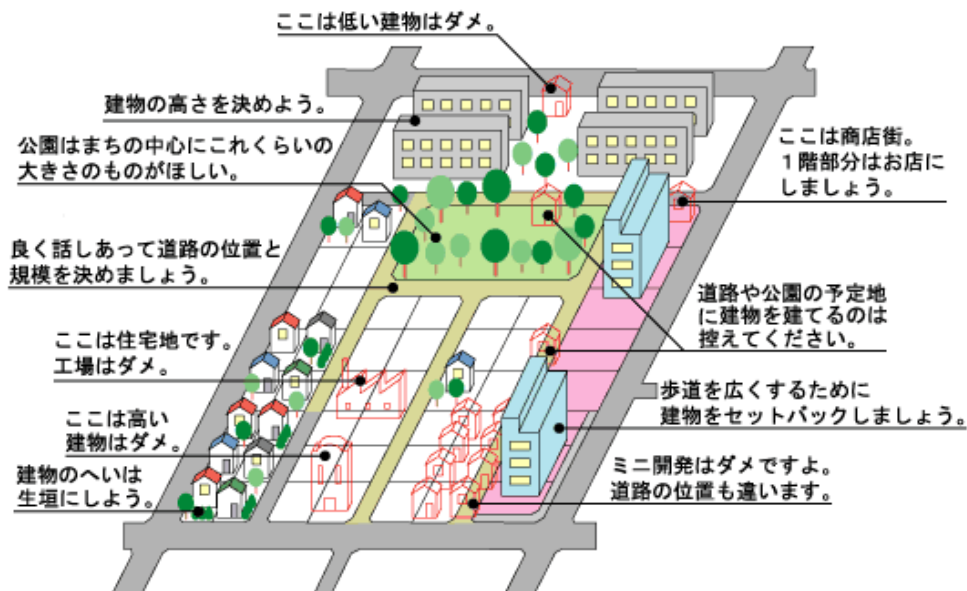 ここは低い建物はダメ。
建物の高さを決めよう。
公園はまちの中心にこれくらいの
大きさのものがほしい。
ここは商店街。
１階部分はお店に
しましょう。
良く話しあって道路の位置と
規模を決めましょう。
道路や公園の予定地
に建物を建てるのは
控えてください。
ここは住宅地です。
工場はダメ。
歩道を広くするために
建物をセットバックしましょう。
ここは高い
建物はダメ。
ミニ開発はダメですよ。
道路の位置も違います。
建物のへいは
生垣にしよう。